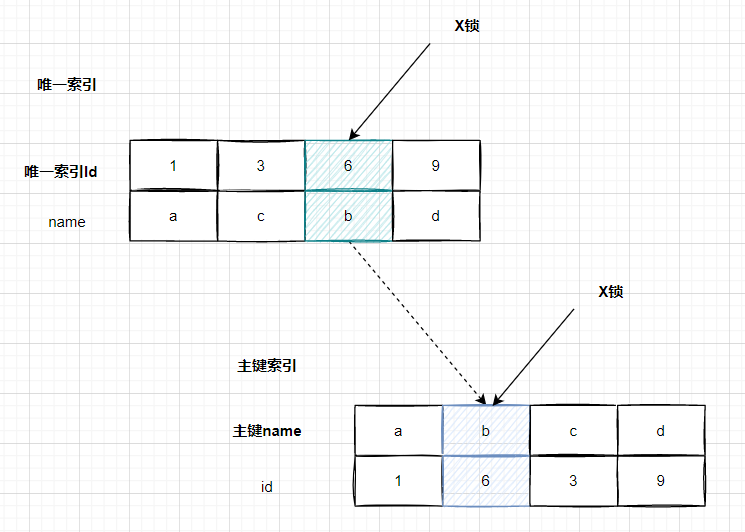 X锁
唯一索引
唯一索引Id 1 3 6 9
name a c b d
X锁
主键索引
主键name a b c d
id 1 6 3 9